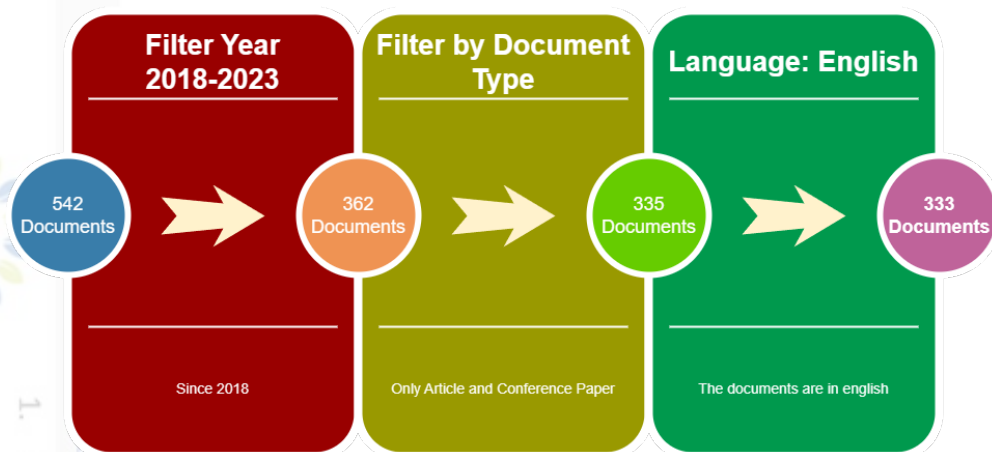 Filter Year
2018-2023
Filter by Document
Type
Language: English
542
Documents
362
Documents
335
Documents
333
Documents
Since 2018
Only Article and Conference Paper
The documents are in english
1.